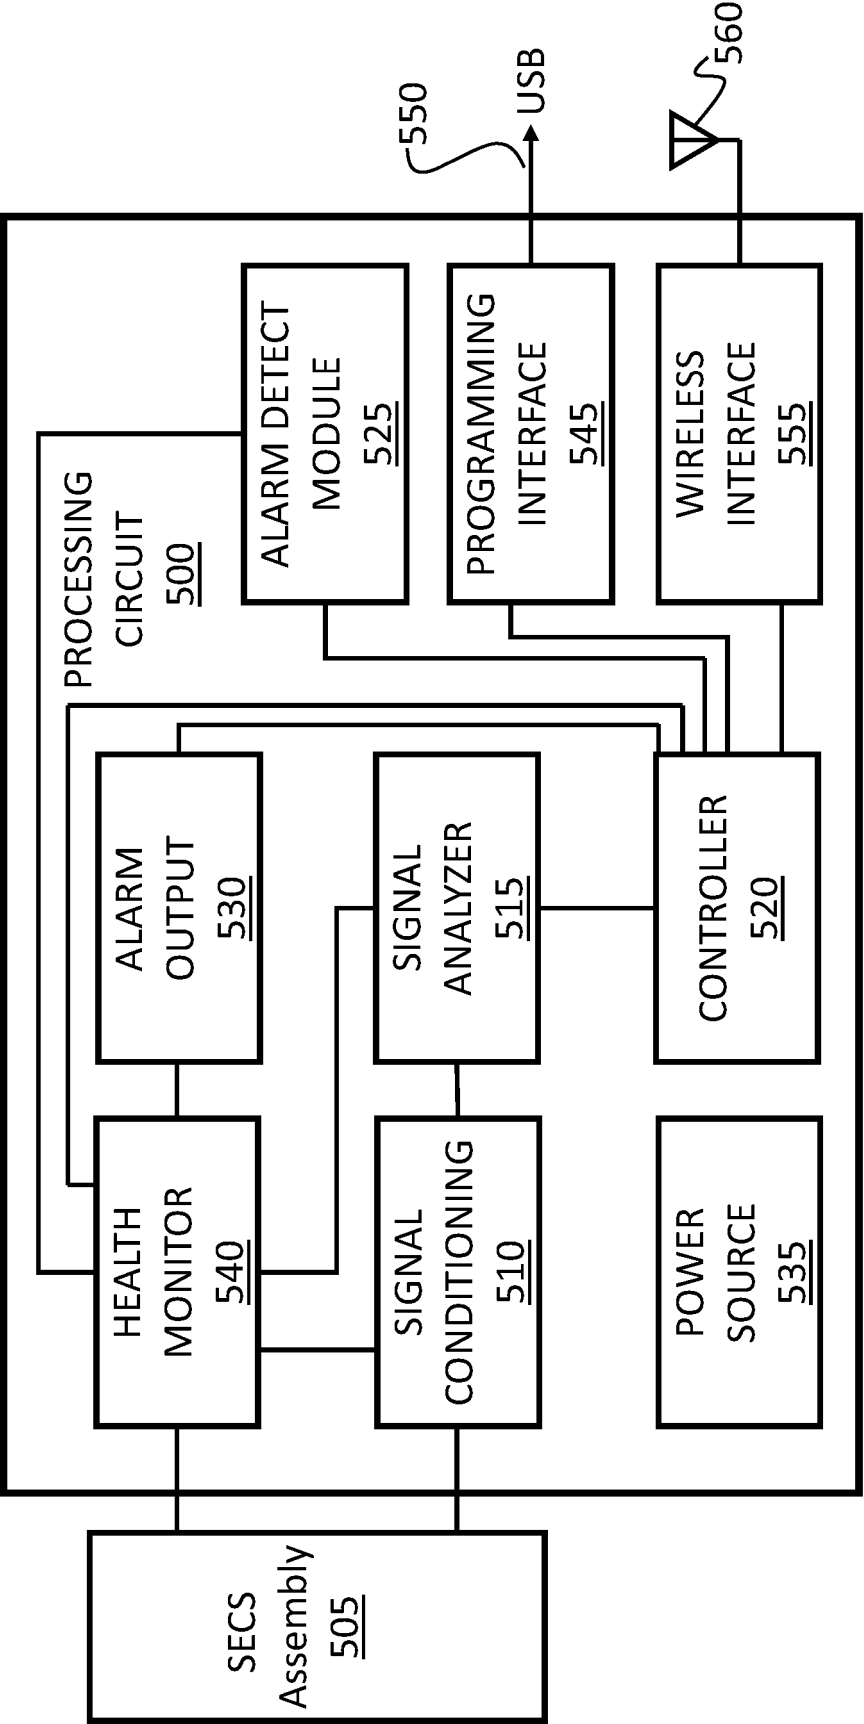 PROCESSING
CIRCUIT
500
SECS
Assembly
505
HEALTH
MONITOR
540
ALARM
OUTPUT
530
ALARM DETECT
MODULE
525
SIGNAL
CONDITIONING
510
SIGNAL
ANALYZER
515
PROGRAMMING
INTERFACE
545
550
USB
POWER
SOURCE
535
CONTROLLER
520
WIRELESS
INTERFACE
555
560